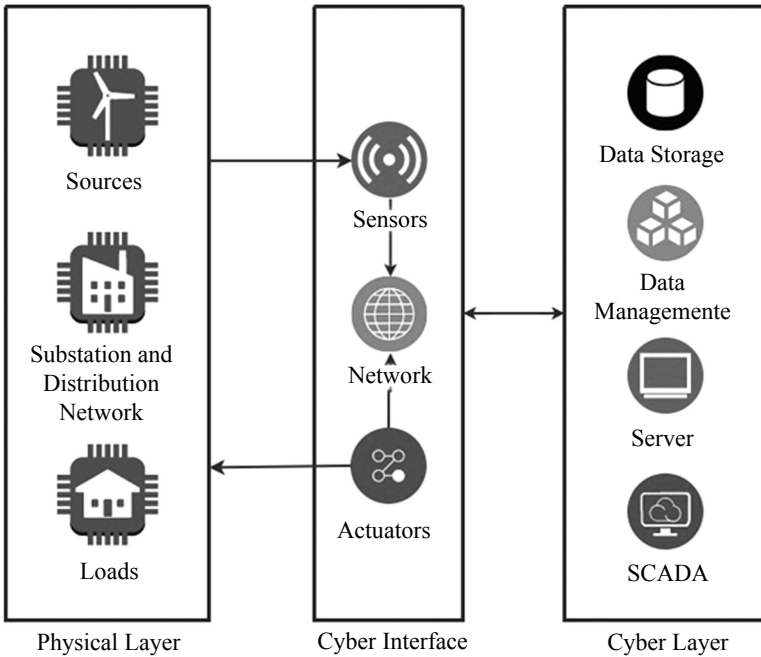 Sources
Substation and
Distribution
Network
Loads
Physical Layer
Sensors
Network
Actuators
Cyber Interface
Data Storage
Data
Managemente
Server
SCADA
Cyber Layer